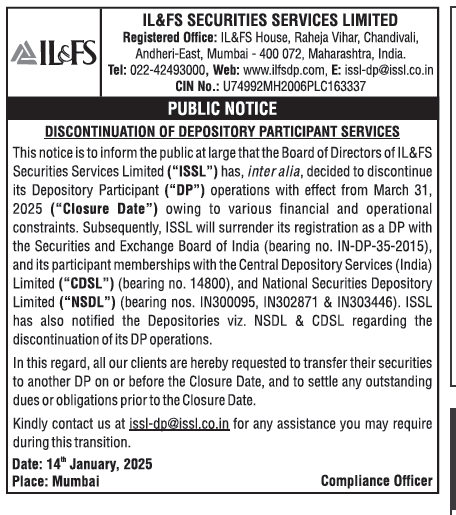 IL&FS
IL&FS SECURITIES SERVICES LIMITED
Registered Office: IL&FS House, Raheja Vihar, Chandivali,
Andheri-East, Mumbai - 400 072, Maharashtra, India.
Tel: 022-42493000, Web: www.ilfsdp.com, E: issl-dp@issl.co.in
CIN No.: U74992MH2006PLC163337
PUBLIC NOTICE
DISCONTINUATION OF DEPOSITORY PARTICIPANT SERVICES
This notice is to inform the public at large that the Board of Directors of IL&FS
Securities Services Limited ("ISSL") has, inter alia, decided to discontinue
its Depository Participant ("DP") operations with effect from March 31,
2025 ("Closure Date") owing to various financial and operational
constraints. Subsequently, ISSL will surrender its registration as a DP with
the Securities and Exchange Board of India (bearing no. IN-DP-35-2015),
and its participant memberships with the Central Depository Services (India)
Limited ("CDSL") (bearing no. 14800), and National Securities Depository
Limited ("NSDL") (bearing nos. IN300095, IN302871 & IN303446). ISSL
has also notified the Depositories viz. NSDL & CDSL regarding the
discontinuation of its DP operations.
In this regard, all our clients are hereby requested to transfer their securities
to another DP on or before the Closure Date, and to settle any outstanding
dues or obligations prior to the Closure Date.
Kindly contact us at issl-dp@issl.co.in for any assistance you may require
during this transition.
Date: 14th January, 2025
Place: Mumbai Compliance Officer